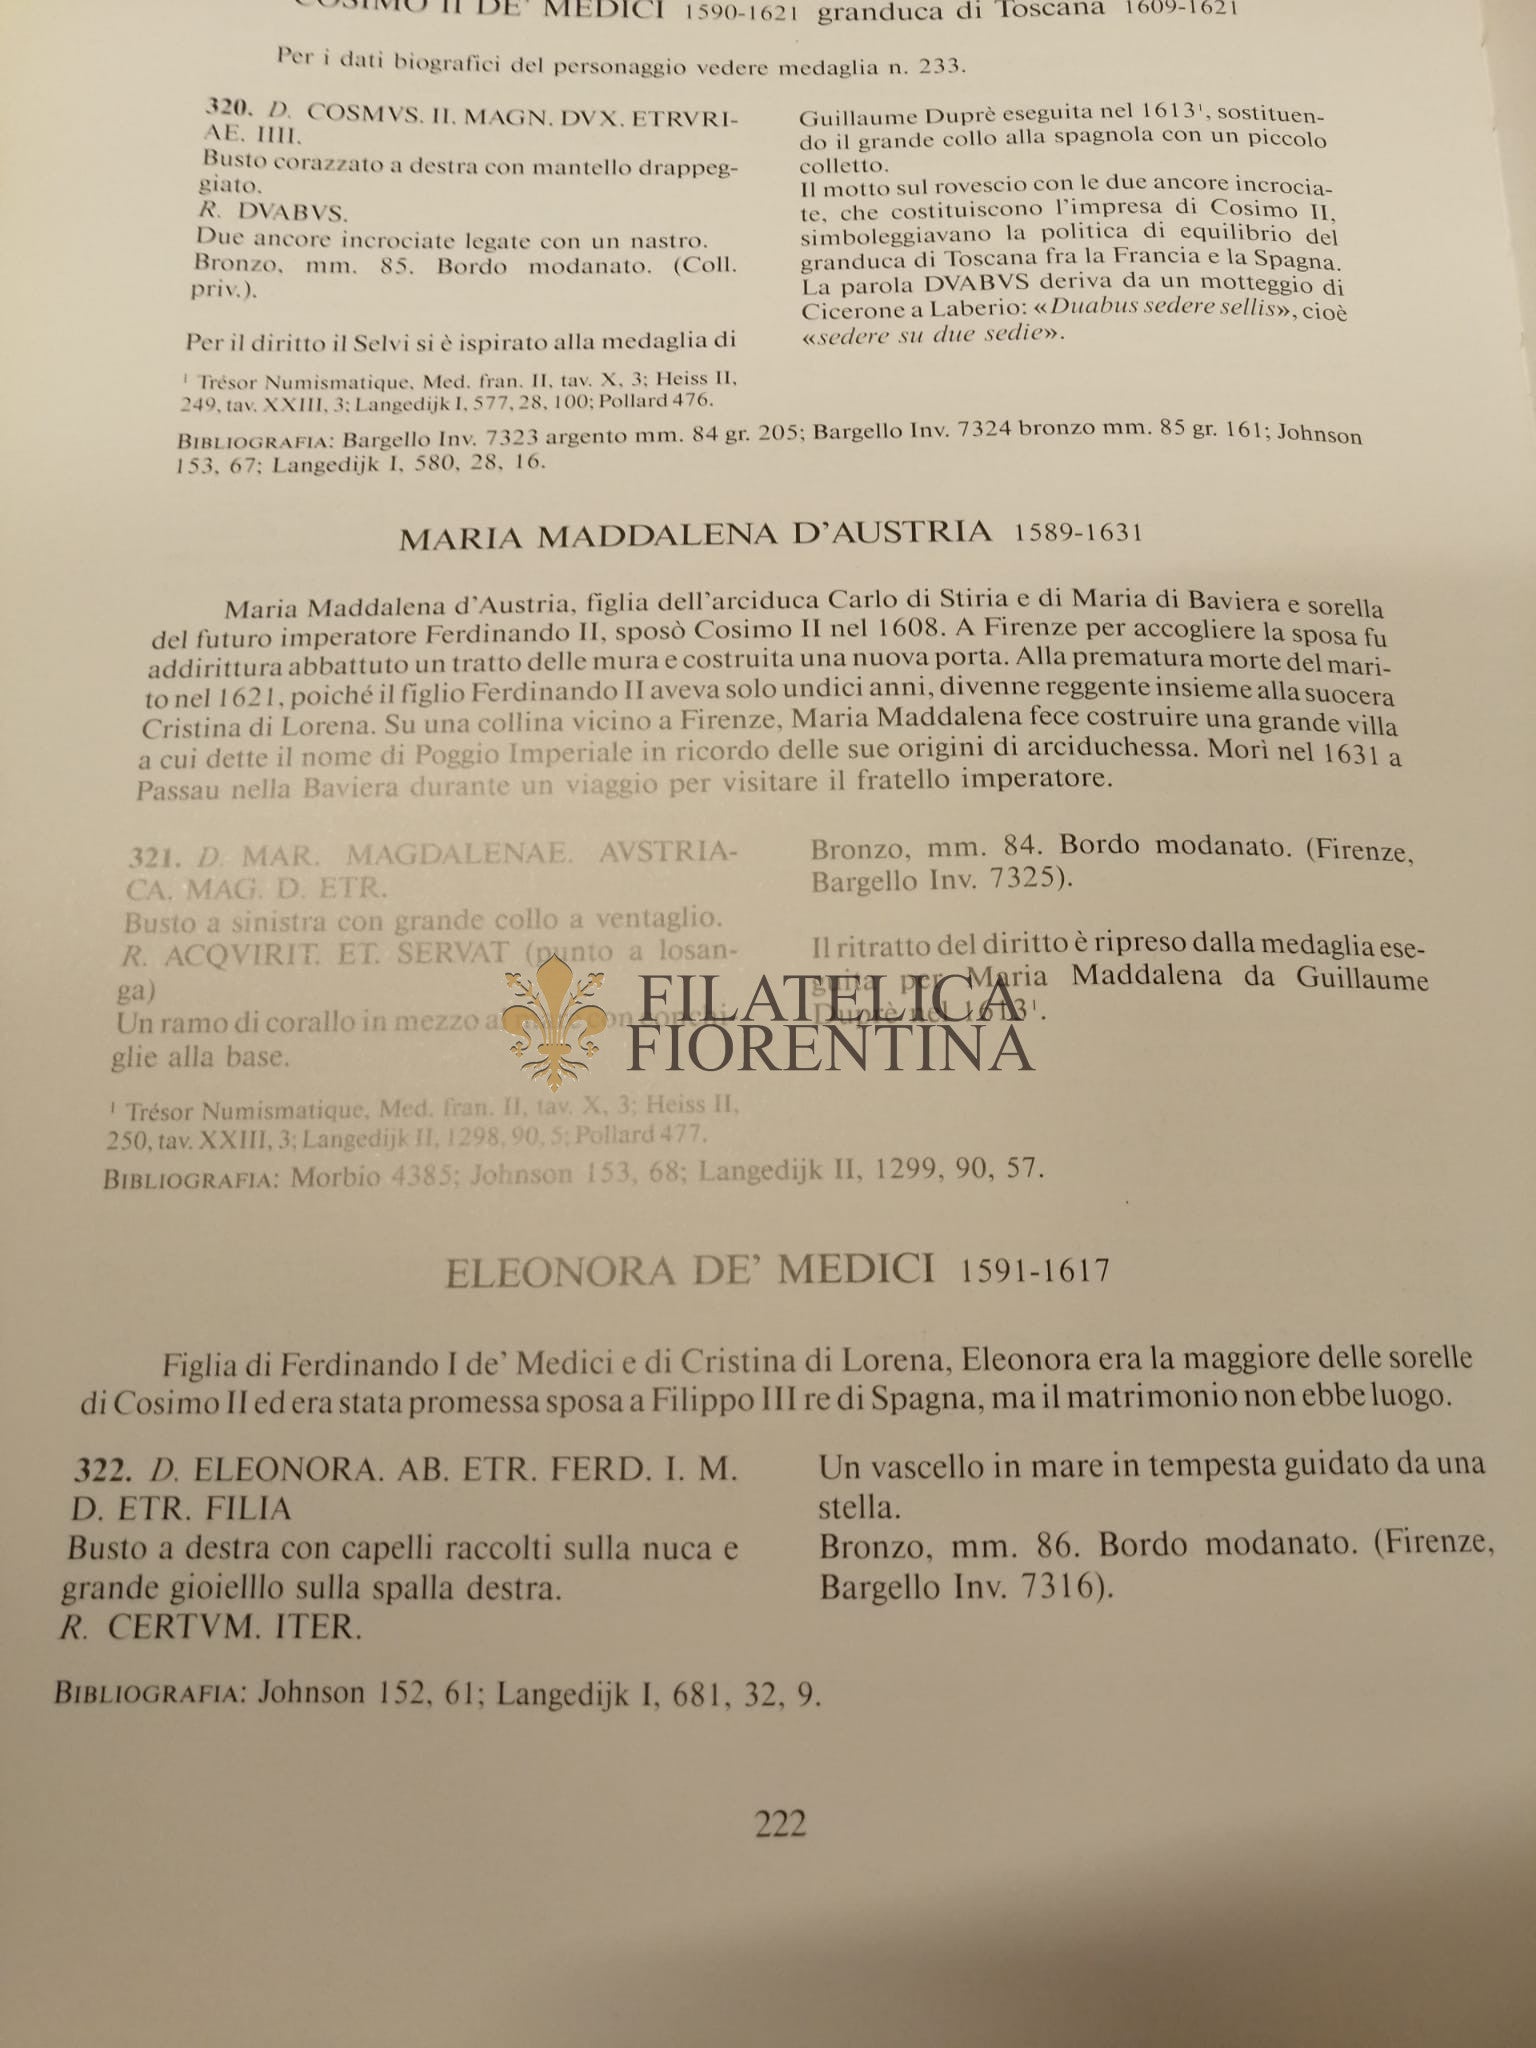 COSIMO II DE' MEDICI 1590-1621 granduca di Toscana 1609-1621
Per i dati biografici del personaggio vedere medaglia n. 233.
320. D. COSMVS. II. MAGN. DVX. ETRVRI-
AE. IIII.
Busto corazzato a destra con mantello drappeg-
giato.
R. DVABVS.
Due ancore incrociate legate con un nastro.
Bronzo, mm. 85. Bordo modanato. (Coll.
priv.).
Per il diritto il Selvi si è ispirato alla medaglia di
Guillaume Duprè eseguita nel 1613¹, sostituen-
do il grande collo alla spagnola con un piccolo
colletto.
Il motto sul rovescio con le due ancore incrocia-
te, che costituiscono l'impresa di Cosimo II,
simboleggiavano la politica di equilibrio del
granduca di Toscana fra la Francia e la Spagna.
La parola DVABVS deriva da un motteggio di
Cicerone a Laberio: «Duabus sedere sellis», cioè
«sedere su due sedie».
¹ Trésor Numismatique, Med. fran. II, tav. X, 3; Heiss II,
249, tav. XXIII, 3; Langedijk I, 577, 28, 100; Pollard 476.
BIBLIOGRAFIA: Bargello Inv. 7323 argento mm. 84 gr. 205; Bargello Inv. 7324 bronzo mm. 85 gr. 161; Johnson
153, 67; Langedijk I, 580, 28, 16.
MARIA MADDALENA D'AUSTRIA 1589-1631
Maria Maddalena d'Austria, figlia dell'arciduca Carlo di Stiria e di Maria di Baviera e sorella
del futuro imperatore Ferdinando II, sposò Cosimo II nel 1608. A Firenze per accogliere la sposa fu
addirittura abbattuto un tratto delle mura e costruita una nuova porta. Alla prematura morte del mari-
to nel 1621, poiché il figlio Ferdinando II aveva solo undici anni, divenne reggente insieme alla suocera
Cristina di Lorena. Su una collina vicino a Firenze, Maria Maddalena fece costruire una grande villa
a cui dette il nome di Poggio Imperiale in ricordo delle sue origini di arciduchessa. Morì nel 1631 a
Passau nella Baviera durante un viaggio per visitare il fratello imperatore.
321. D. MAR. MAGDALENAE. AVSTRIA-
CA. MAG. D. ETR.
Busto a sinistra con grande collo a ventaglio.
R. ACQVIRIT. ET. SERVAT (punto a losan-
ga)
Un ramo di corallo in mezzo al mare con conchi-
glie alla base.
Bronzo, mm. 84. Bordo modanato. (Firenze,
Bargello Inv. 7325).
Il ritratto del diritto è ripreso dalla medaglia ese-
guita per Maria Maddalena da Guillaume
Duprè nel 1613¹.
FILATELICA
FIORENTINA
¹ Trésor Numismatique, Med. fran. II, tav. X, 3; Heiss II,
250, tav. XXIII, 3; Langedijk II, 1298, 90, 5; Pollard 477.
BIBLIOGRAFIA: Morbio 4385; Johnson 153, 68; Langedijk II, 1299, 90, 57.
ELEONORA DE' MEDICI 1591-1617
Figlia di Ferdinando I de' Medici e di Cristina di Lorena, Eleonora era la maggiore delle sorelle
di Cosimo II ed era stata promessa sposa a Filippo III re di Spagna, ma il matrimonio non ebbe luogo.
322. D. ELEONORA. AB. ETR. FERD. I. M.
D. ETR. FILIA
Busto a destra con capelli raccolti sulla nuca e
grande gioielllo sulla spalla destra.
R. CERTVM. ITER.
Un vascello in mare in tempesta guidato da una
stella.
Bronzo, mm. 86. Bordo modanato. (Firenze,
Bargello Inv. 7316).
BIBLIOGRAFIA: Johnson 152, 61; Langedijk I, 681, 32, 9.
222